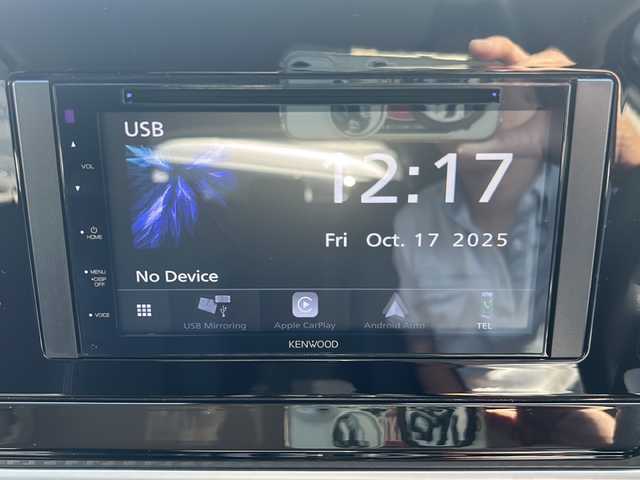 USB
12:17
Fri Oct. 17 2025
No Device
VOL
HOME
MENU
•DISP
OFF
VOICE
USB Mirroring
Apple CarPlay
Android Auto
TEL
KENWOOD